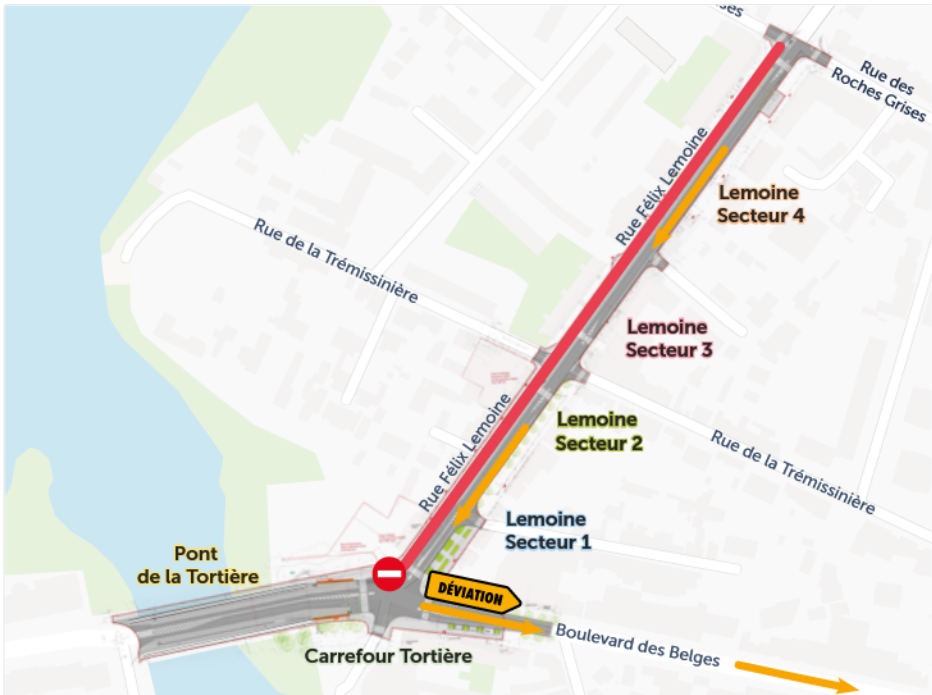 ses
Rue des
Roches Grises
Rue Félix Lemoine
Lemoine
Secteur 4
Rue de la Trémissinière
Lemoine
Secteur 3
Rue Félix Lemoine
Lemoine
Secteur 2
Rue de la Trémissinière
Lemoine
Secteur 1
Pont
de la Tortière
DÉVIATION
Boulevard des Belges
Carrefour Tortière